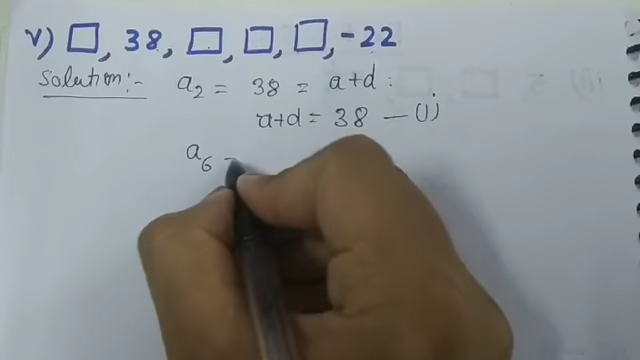 v) □, 38, □, □, □, -22
Solution:- a₂ = 38 = a+d :
a+d = 38 — (i)
a₆ -